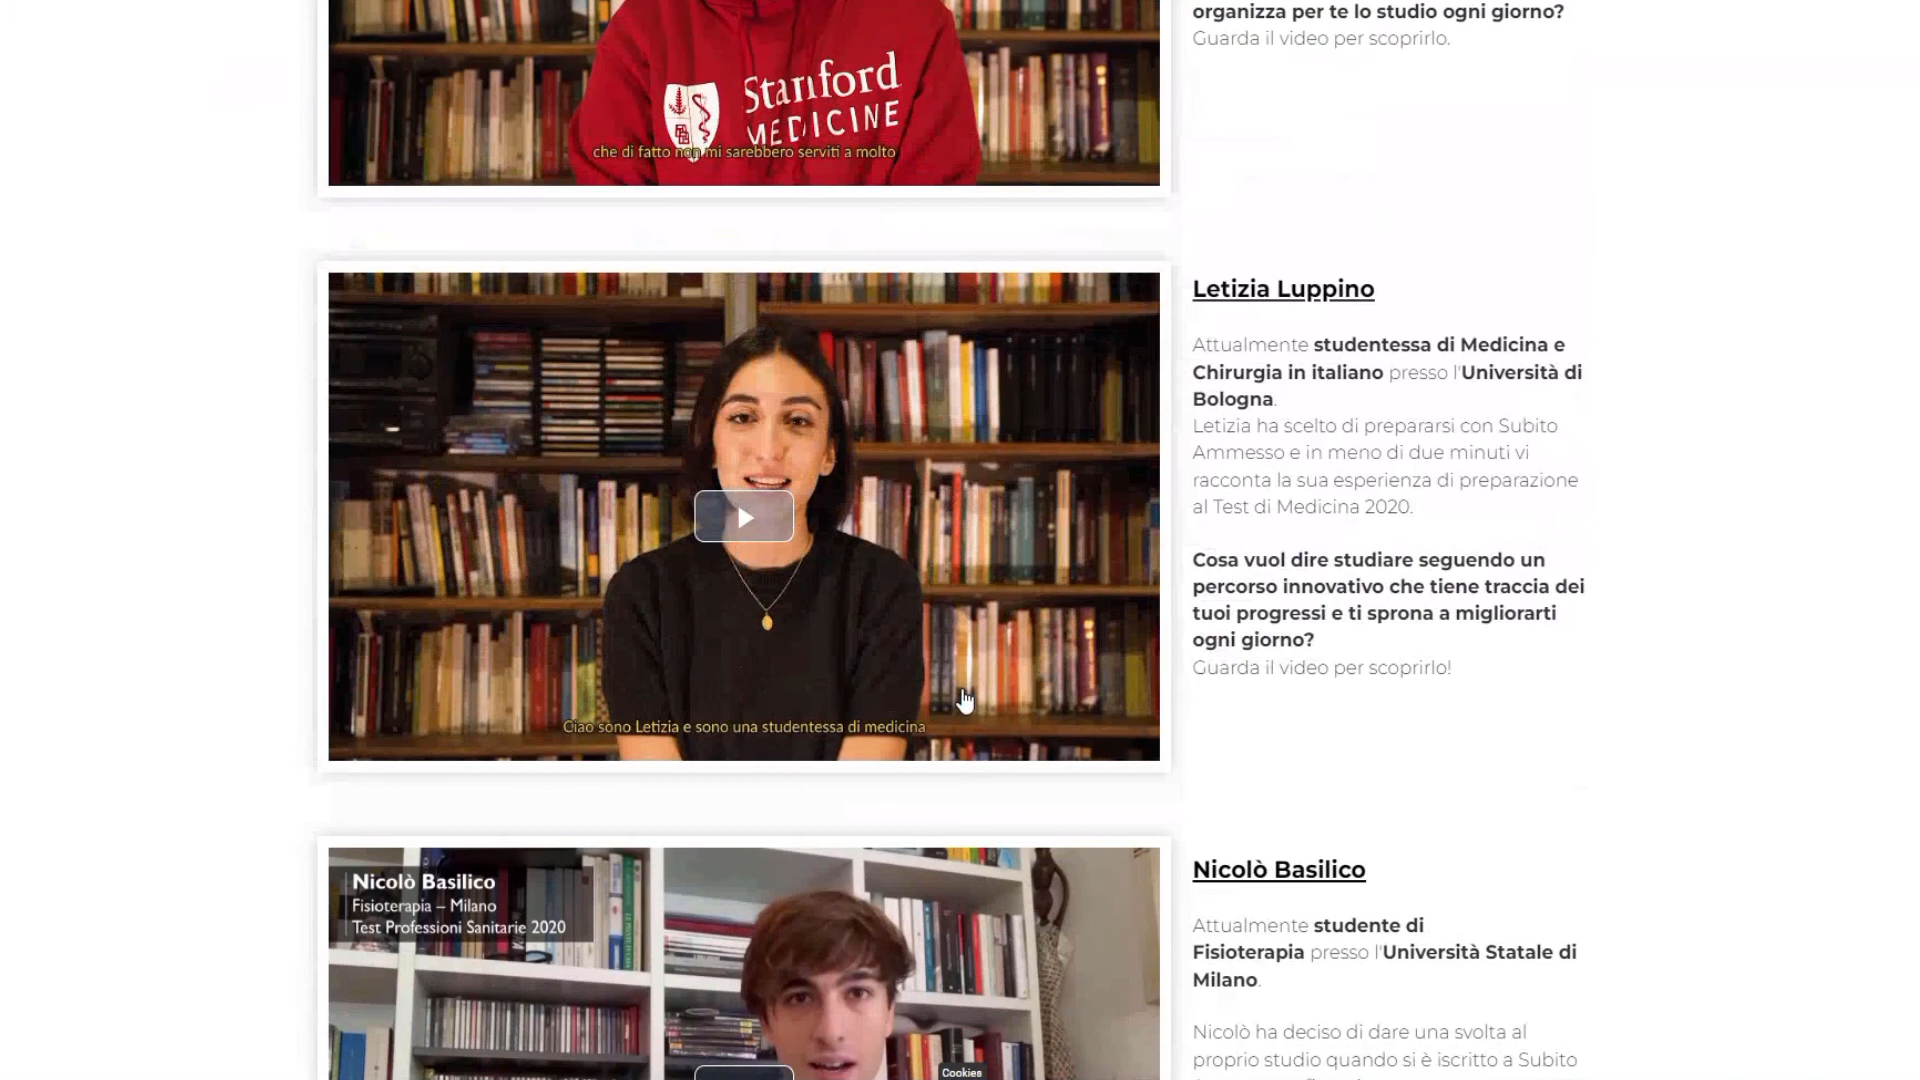 organizza per te lo studio ogni giorno?
Guarda il video per scoprirlo.
Stanford
MEDICINE
che di fatto non mi sarebbero serviti a molto
Letizia Luppino
Attualmente studentessa di Medicina e
Chirurgia in italiano presso l'Università di
Bologna.
Letizia ha scelto di prepararsi con Subito
Ammesso e in meno di due minuti vi
racconta la sua esperienza di preparazione
al Test di Medicina 2020.
Cosa vuol dire studiare seguendo un
percorso innovativo che tiene traccia dei
tuoi progressi e ti sprona a migliorarti
ogni giorno?
Guarda il video per scoprirlo!
Ciao sono Letizia e sono una studentessa di medicina
Nicolò Basilico
Fisioterapia – Milano
Test Professioni Sanitarie 2020
Nicolò Basilico
Attualmente studente di
Fisioterapia presso l'Università Statale di
Milano.
Nicolò ha deciso di dare una svolta al
proprio studio quando si è iscritto a Subito
Cookies